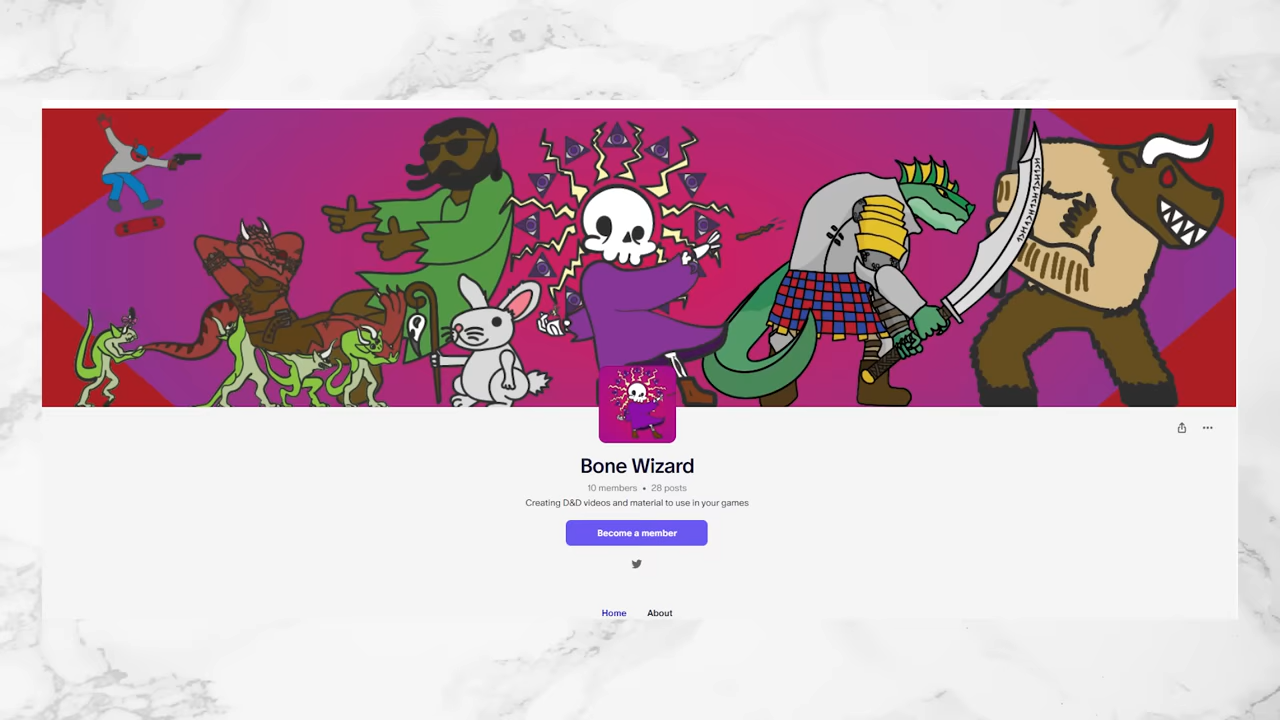 Bone Wizard
10 members • 28 posts
Creating D&D videos and material to use in your games
Become a member
Home About